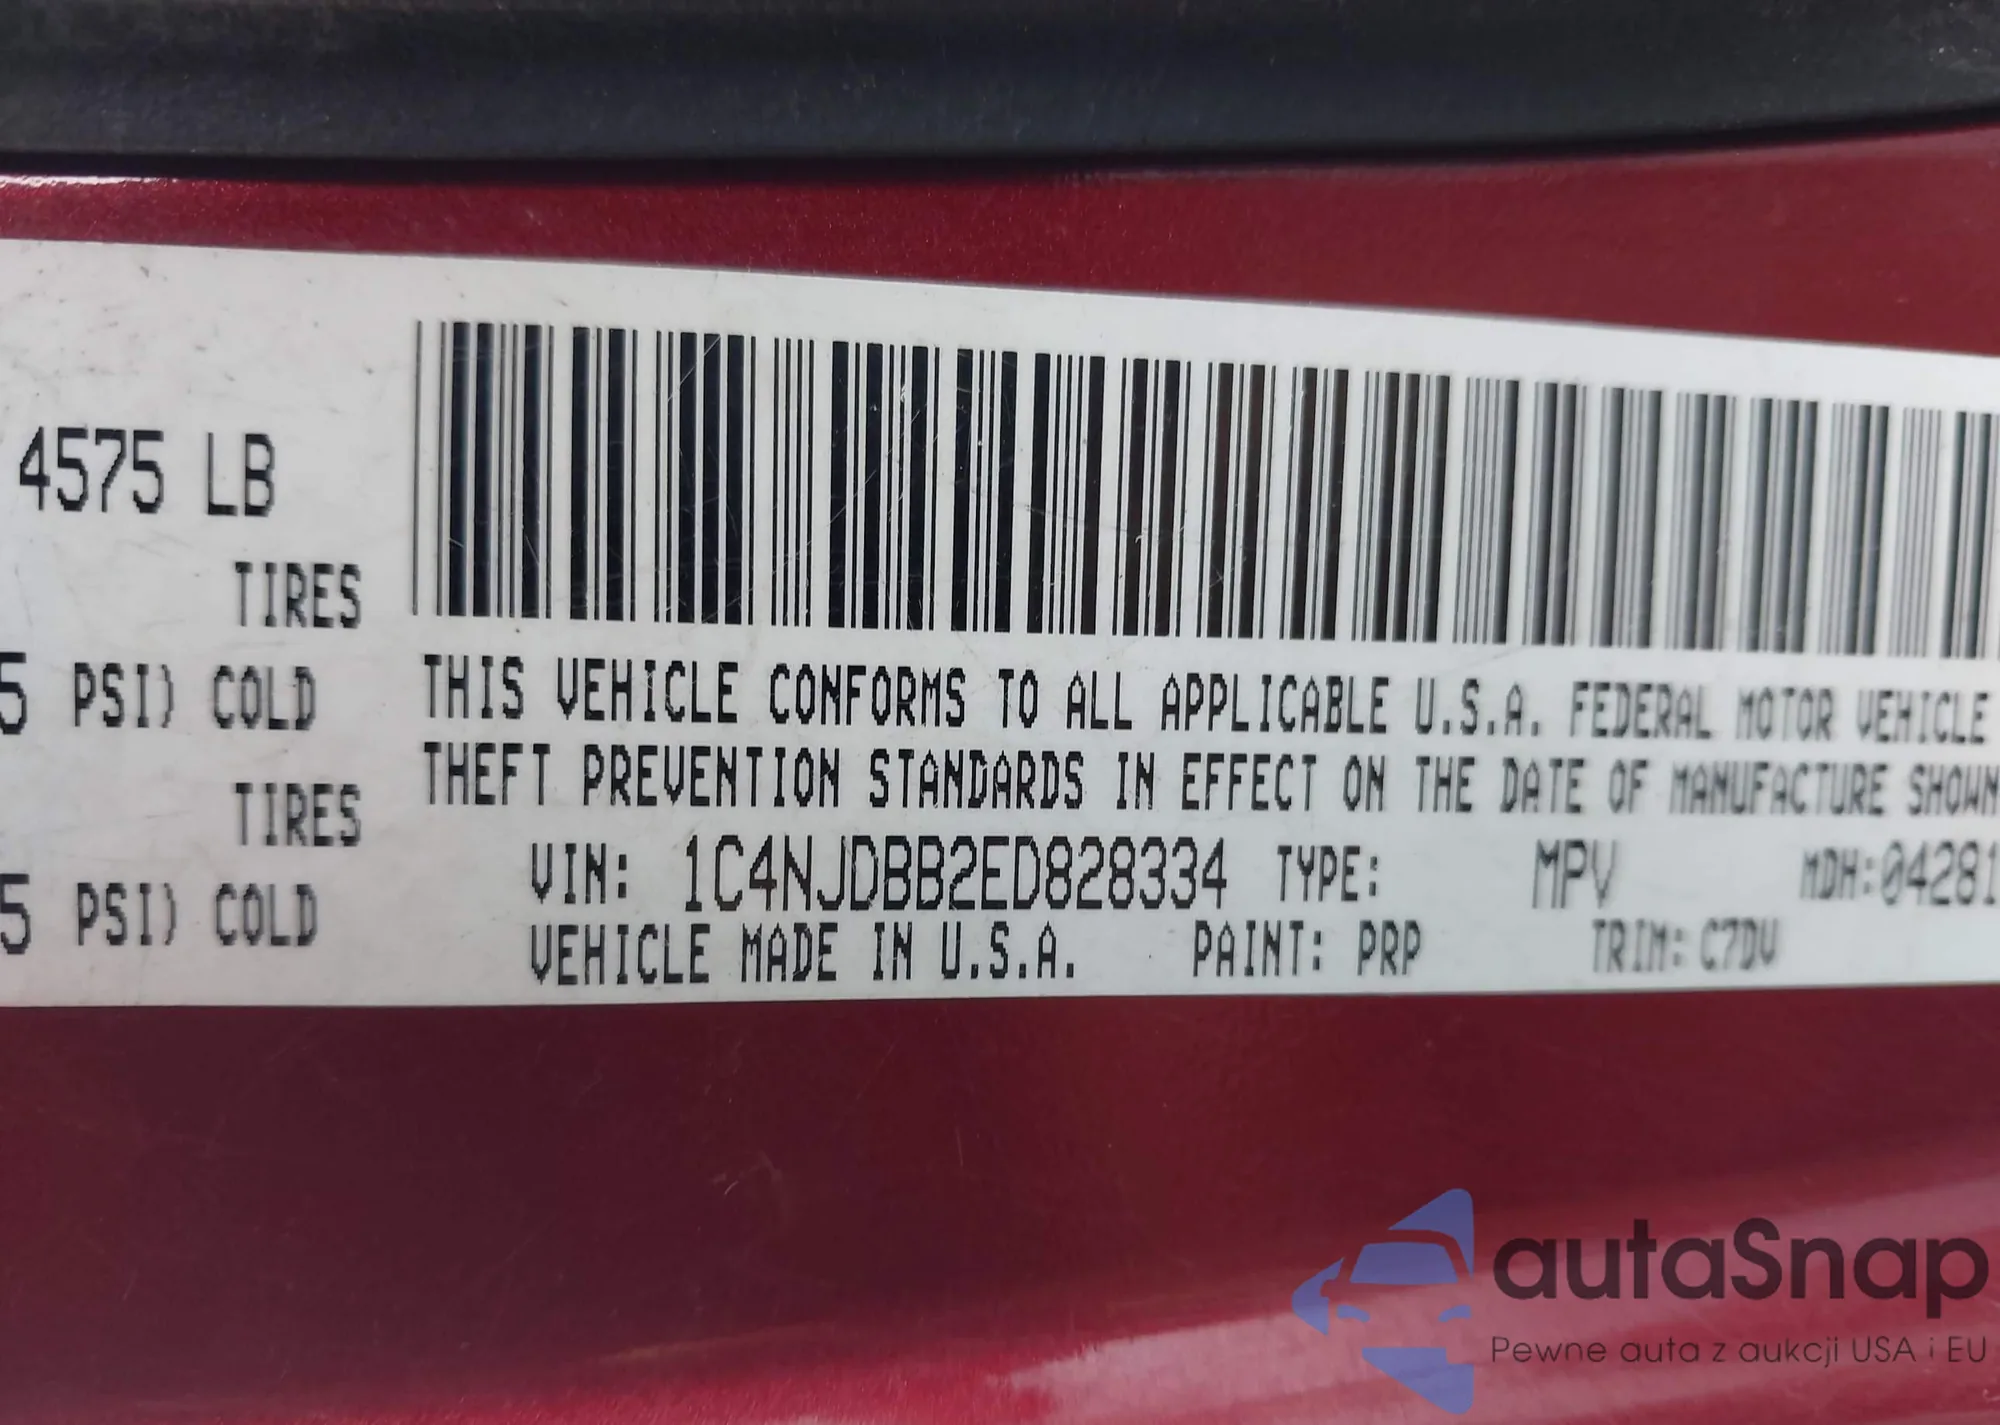 4575 LB
TIRES
5 PSI) COLD
TIRES
5 PSI) COLD
THIS VEHICLE CONFORMS TO ALL APPLICABLE U.S.A. FEDERAL MOTOR VEHICLE
THEFT PREVENTION STANDARDS IN EFFECT ON THE DATE OF MANUFACTURE SHOWN
VIN: 1C4NJDBB2ED828334 TYPE: MPV MDH:04281
VEHICLE MADE IN U.S.A. PAINT: PRP TRIM: C7DV
autaSnap
Pewne auta z aukcji USA i EU